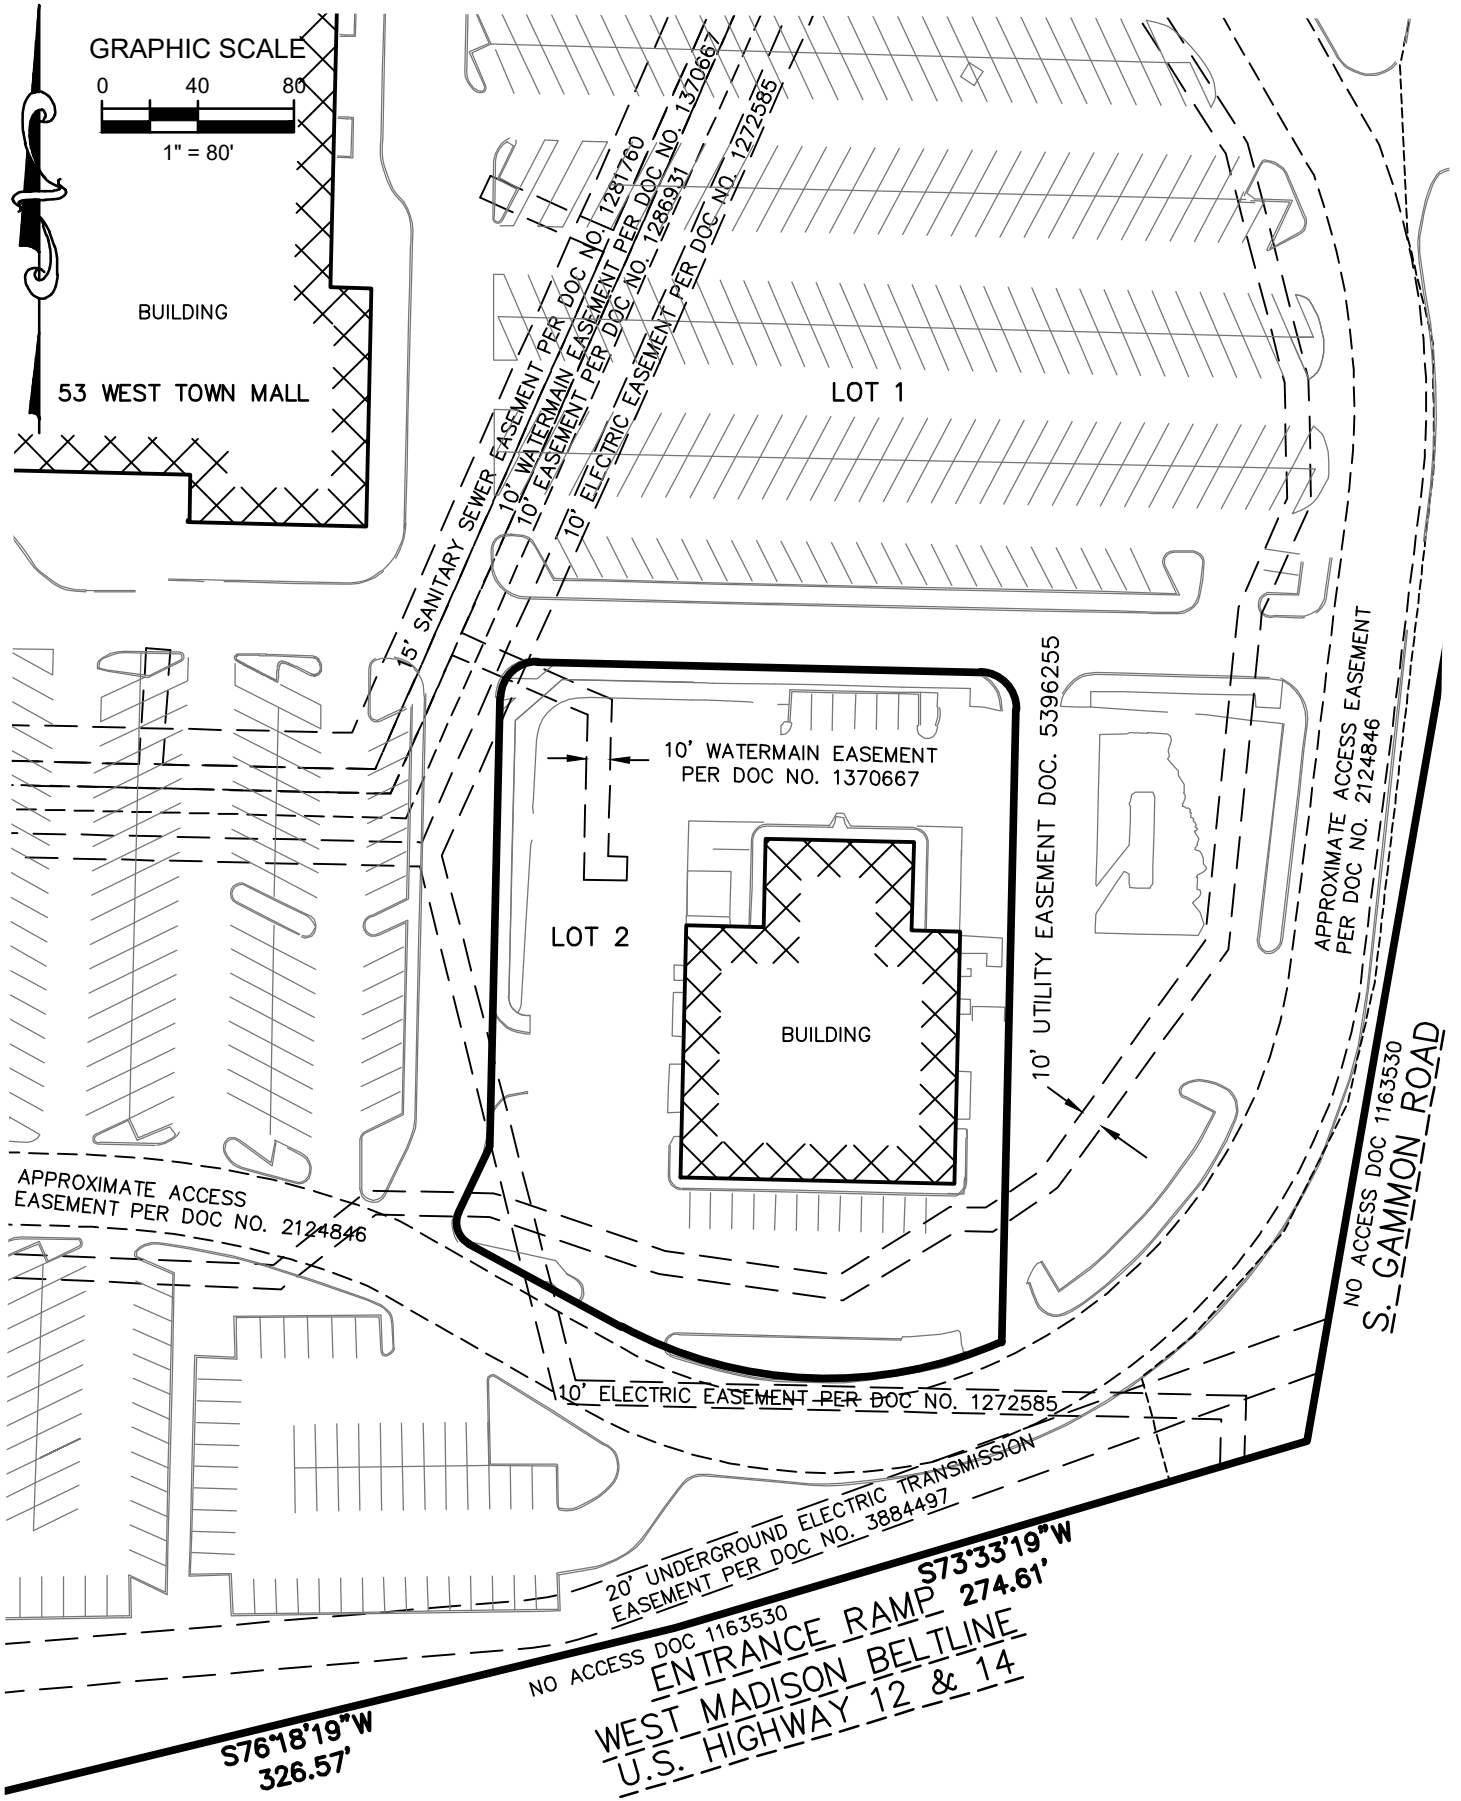 GRAPHIC SCALE
0 40 80
1" = 80'
BUILDING
53 WEST TOWN MALL
15' SANITARY SEWER EASEMENT PER DOC NO. 1281760
10' WATERMAIN EASEMENT PER DOC NO. 1370667
10' EASEMENT PER DOC NO. 1286931
10' ELECTRIC EASEMENT PER DOC NO. 1272585
LOT 1
10' WATERMAIN EASEMENT
PER DOC NO. 1370667
LOT 2
BUILDING
10' UTILITY EASEMENT DOC. 5396255
APPROXIMATE ACCESS EASEMENT
PER DOC NO. 2124846
NO ACCESS DOC 1163530
S. GAMMON ROAD
APPROXIMATE ACCESS
EASEMENT PER DOC NO. 2124846
10' ELECTRIC EASEMENT PER DOC NO. 1272585
20' UNDERGROUND ELECTRIC TRANSMISSION
EASEMENT PER DOC NO. 3884497
S73°33'19"W
274.61'
NO ACCESS DOC 1163530
ENTRANCE RAMP
WEST MADISON BELTLINE
U.S. HIGHWAY 12 & 14
S76°18'19"W
326.57'